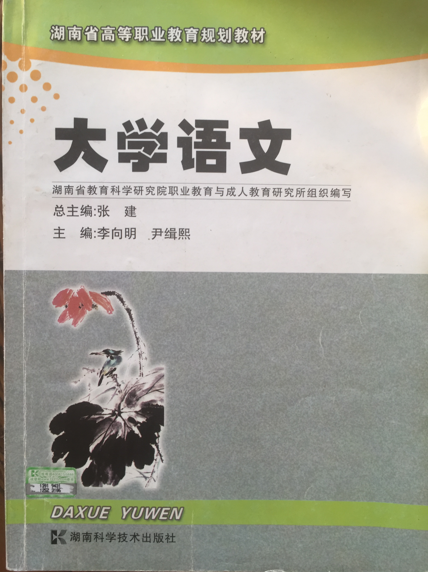 湖南省高等职业教育规划教材
大学语文
湖南省教育科学研究院职业教育与成人教育研究所组织编写
总主编:张 建
主 编:李向明 尹缉熙
DAXUE YUWEN
湖南科学技术出版社